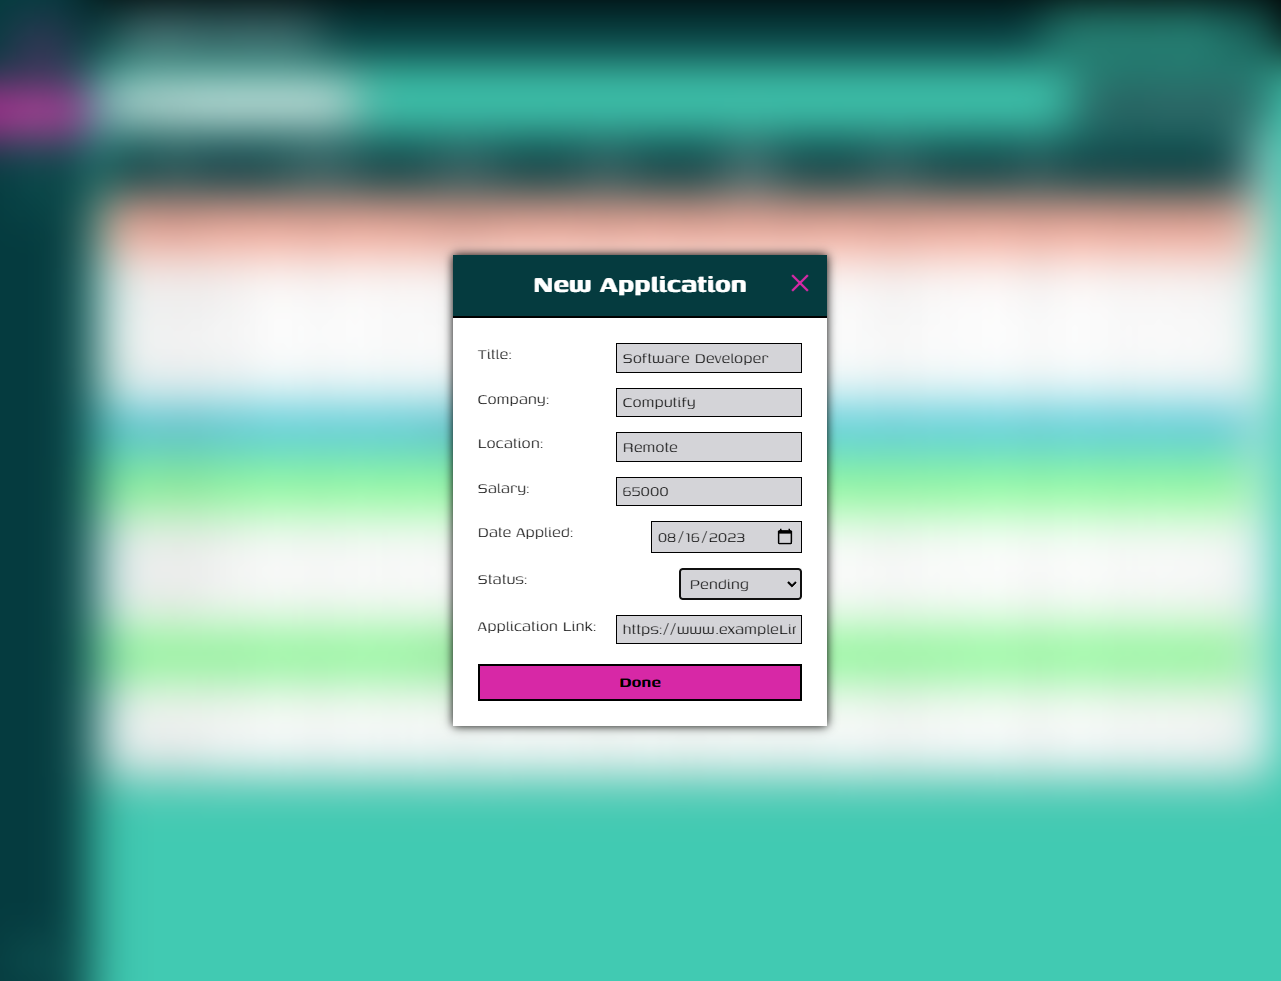 New Application
Title: Software Developer
Company: Computify
Location: Remote
Salary: 65000
Date Applied: 08/16/2023
Status: Pending
Application Link: https://www.exampleLin
Done